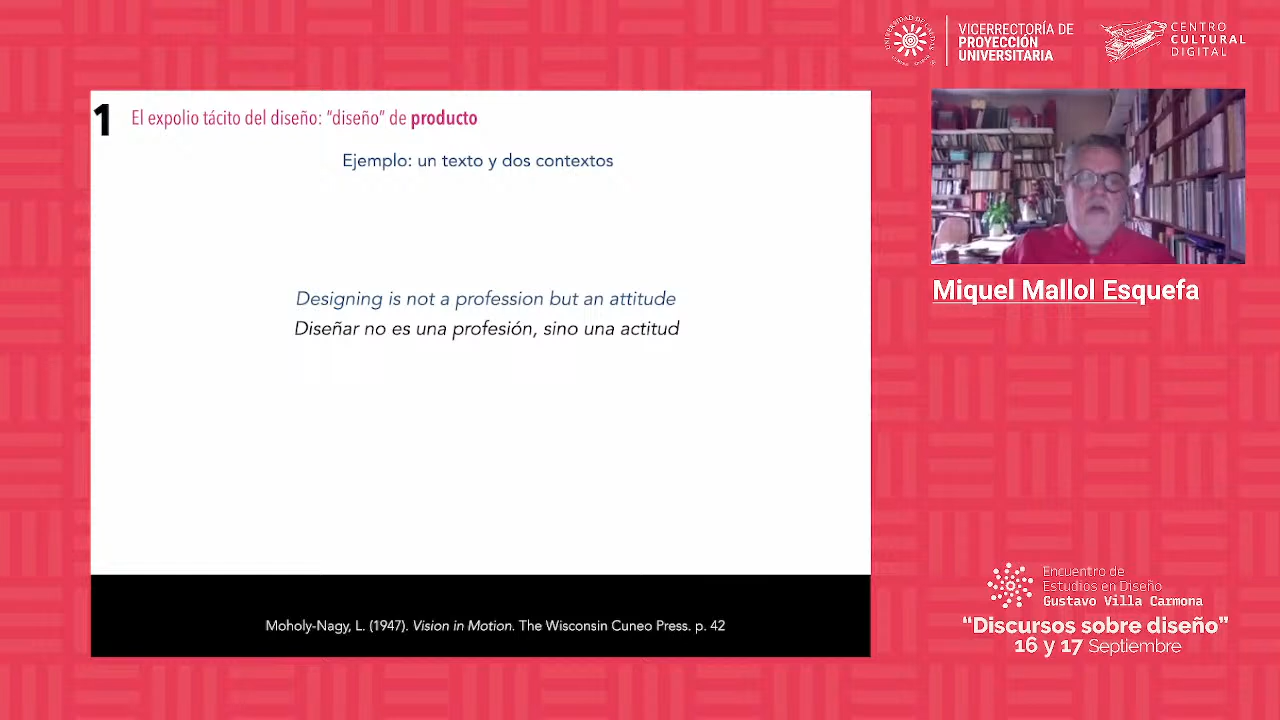 VICERRECTORÍA DE
PROYECCIÓN
UNIVERSITARIA
CENTRO
CULTURAL
DIGITAL
1
El expolio tácito del diseño: “diseño” de producto
Ejemplo: un texto y dos contextos
Designing is not a profession but an attitude
Diseñar no es una profesión, sino una actitud
Moholy-Nagy, L. (1947). Vision in Motion. The Wisconsin Cuneo Press. p. 42
Miquel Mallol Esquefa
Encuentro de
Estudios en Diseño
Gustavo Villa Carmona
“Discursos sobre diseño”
16 y 17 Septiembre